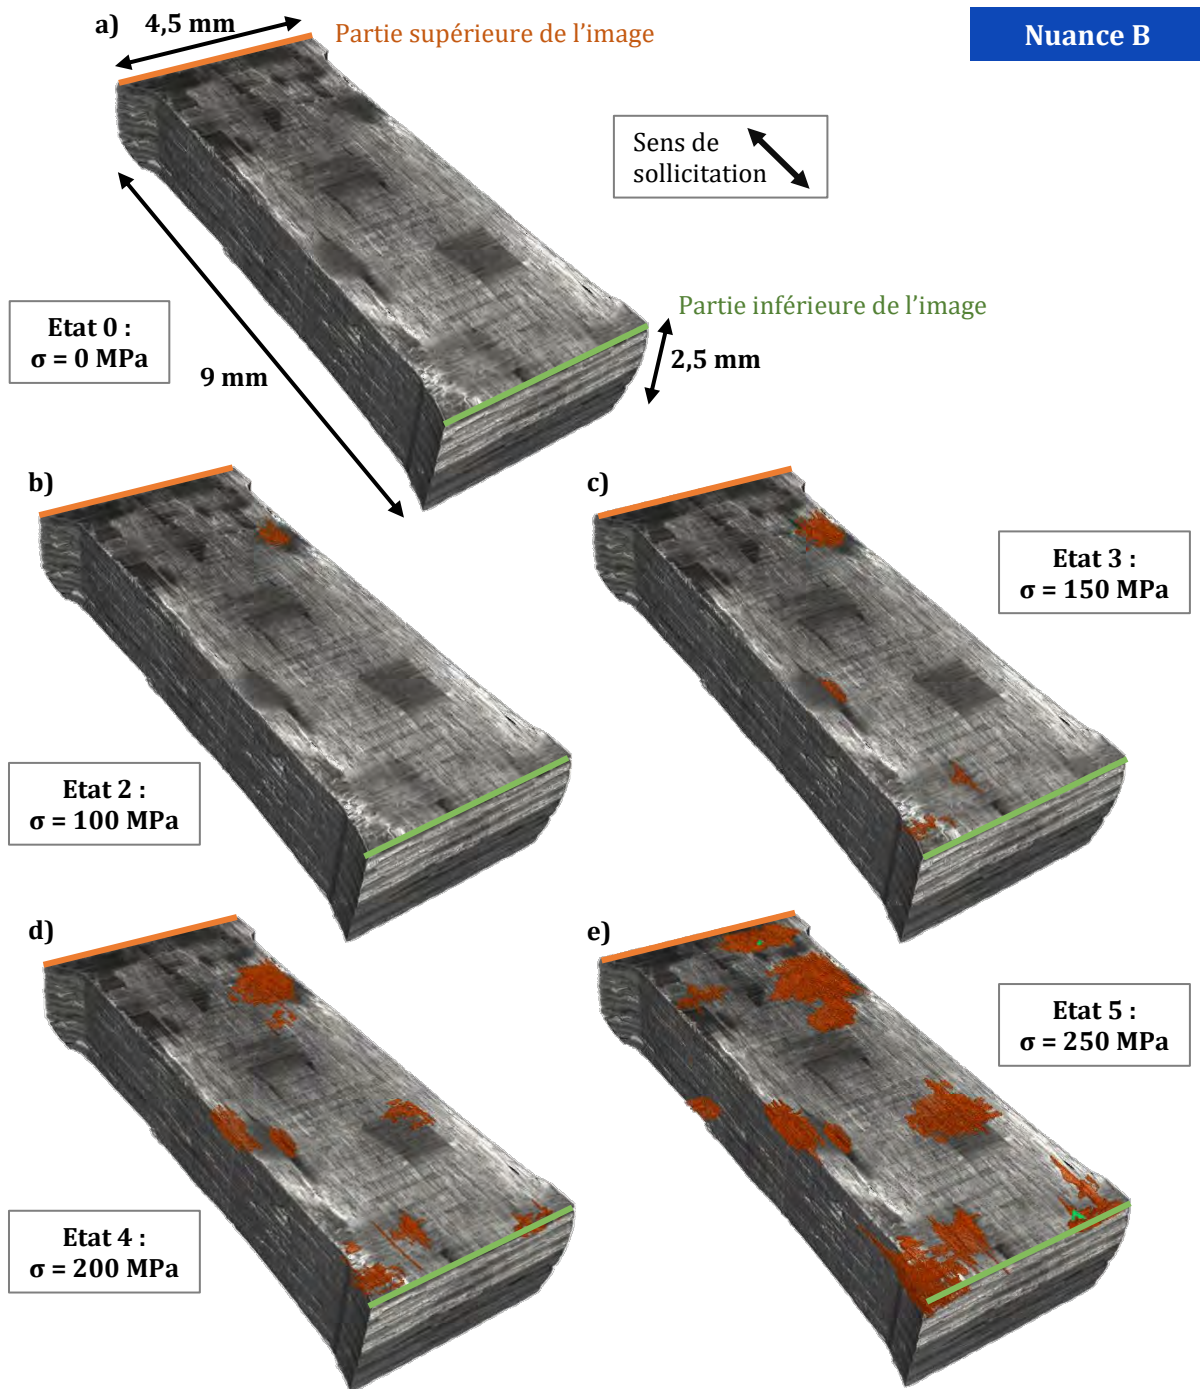 a)
4,5 mm
Partie supérieure de l'image
Nuance B
Sens de
sollicitation
Partie inférieure de l'image
Etat 0 :
σ = 0 MPa
9 mm
2,5 mm
b)
c)
Etat 3 :
σ = 150 MPa
Etat 2 :
σ = 100 MPa
d)
e)
Etat 5 :
σ = 250 MPa
Etat 4 :
σ = 200 MPa